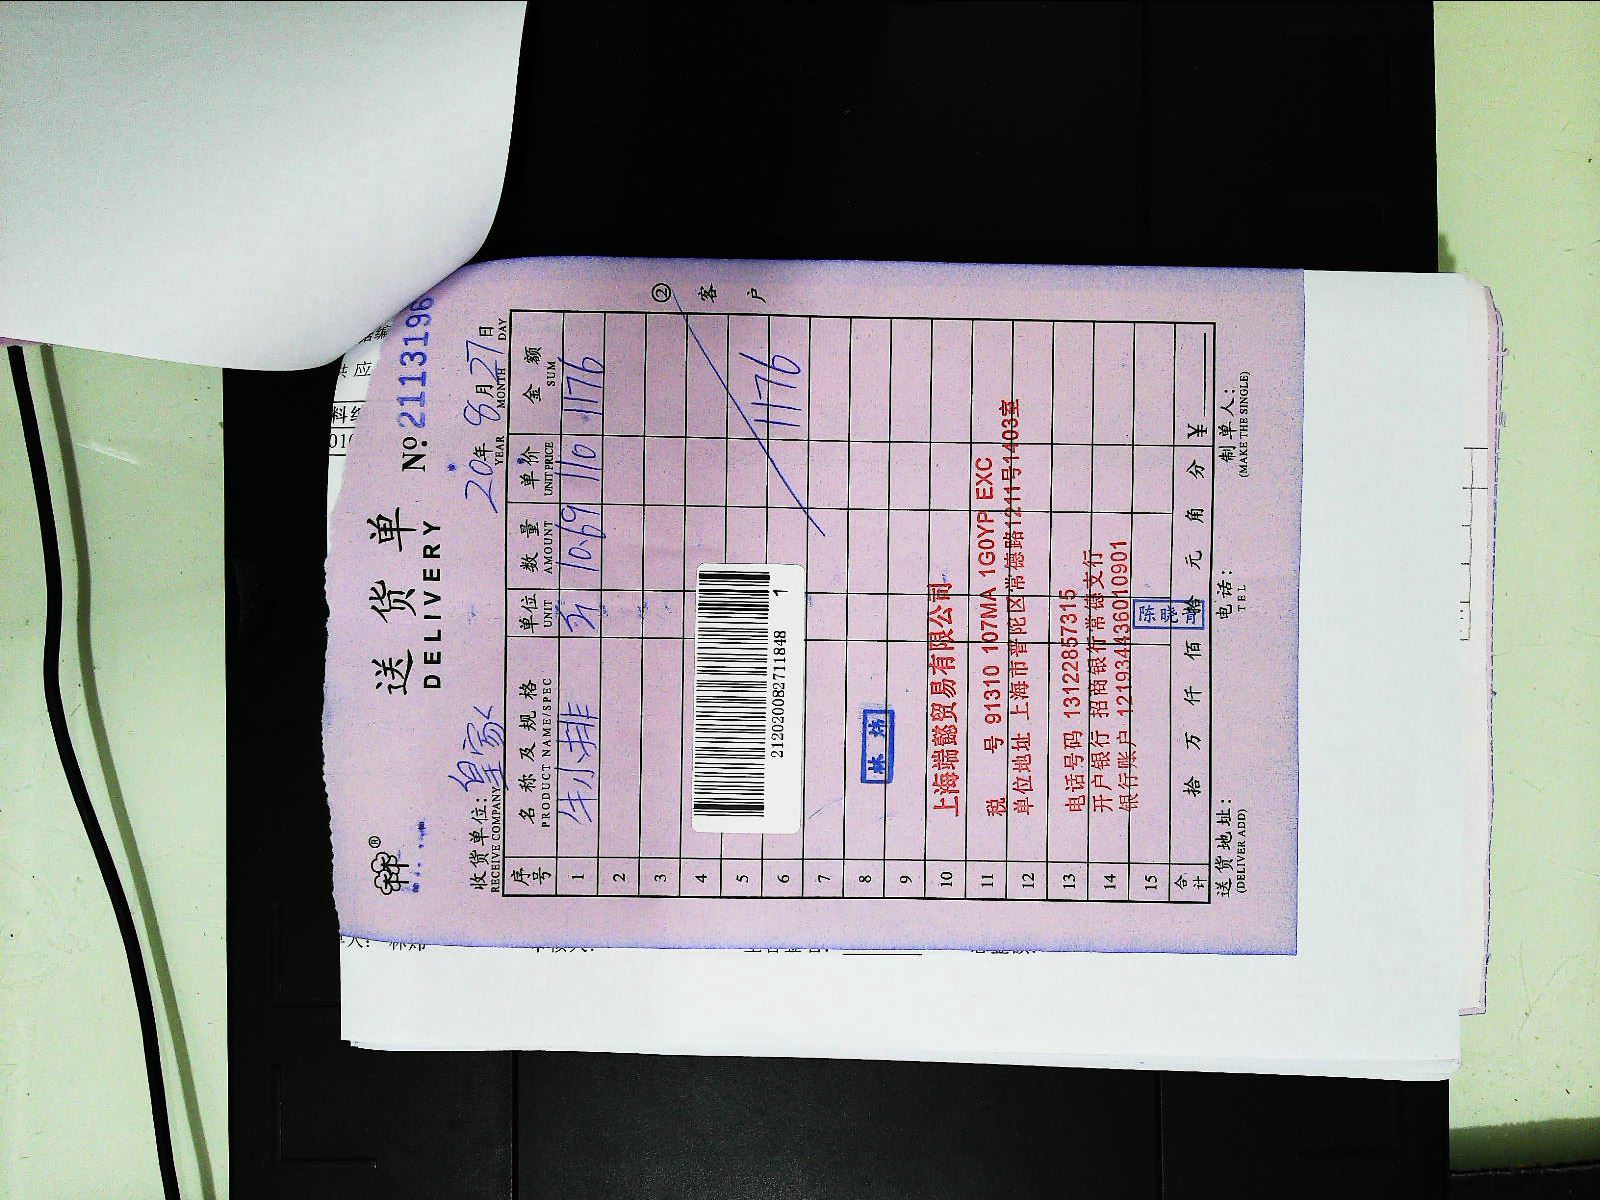 送 货 单
DELIVERY
№: 2113196
收货单位: 皇家
RECEIVE COMPANY
20年 8月 27日
YEAR MONTH DAY
序号 名称及规格 单位 数量 单价 金额
PRODUCT NAME/SPEC UNIT AMOUNT UNIT PRICE SUM
1 牛小排 斤 10.69 110 1176
2
3
4
5
6 1176
7
8
9
10
11
12
13
14
15
② 客户
2120200827711848 1
林 炜
上海端懿贸易有限公司
税 号 91310 107MA 1G0YP EXC
单位地址 上海市普陀区常德路1211号1403室
电话号码 13122857315
开户银行 招商银行常德支行
银行账户 121934436010901
合计 拾 万 仟 佰 拾 元 角 分 ¥
送货地址: 电话: 制单人:
(DELIVER ADD) TEL (MAKE THE SINGLE)